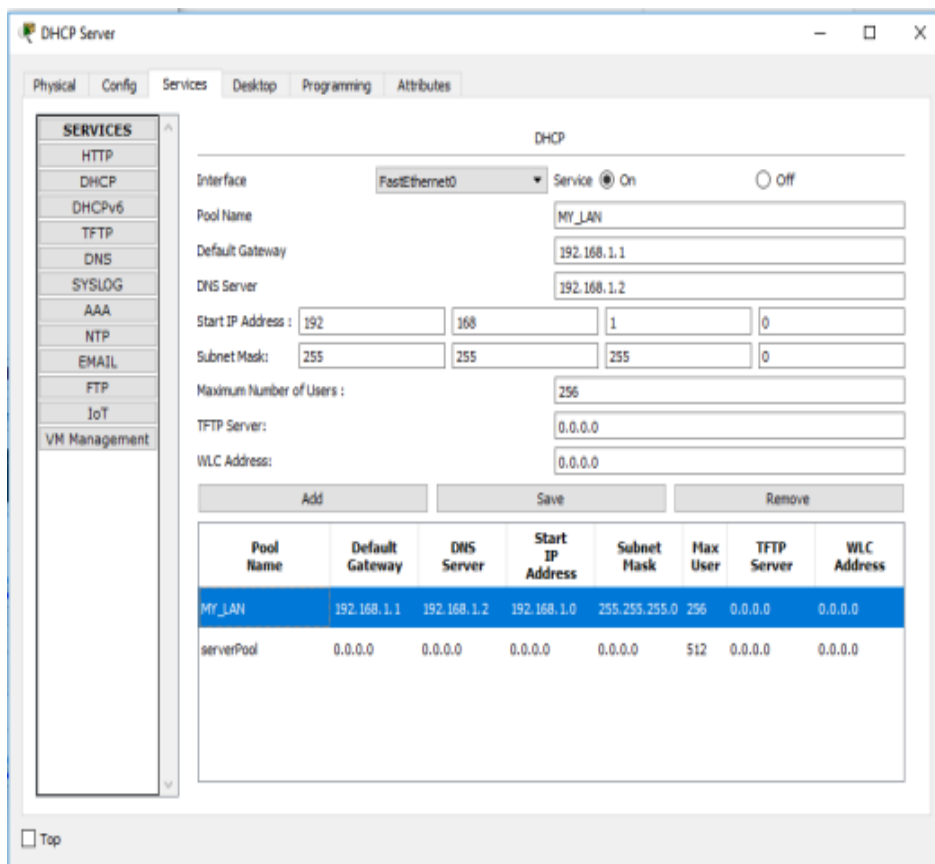 DHCP Server
Physical Config Services Desktop Programming Attributes
SERVICES
HTTP
DHCP
DHCPv6
TFTP
DNS
SYSLOG
AAA
NTP
EMAIL
FTP
IoT
VM Management
DHCP
Interface FastEthernet0 Service On Off
Pool Name MY_LAN
Default Gateway 192.168.1.1
DNS Server 192.168.1.2
Start IP Address : 192 168 1 0
Subnet Mask: 255 255 255 0
Maximum Number of Users : 256
TFTP Server: 0.0.0.0
WLC Address: 0.0.0.0
Add Save Remove
Pool Name Default Gateway DNS Server Start IP Address Subnet Mask Max User TFTP Server WLC Address
MY_LAN 192.168.1.1 192.168.1.2 192.168.1.0 255.255.255.0 256 0.0.0.0 0.0.0.0
serverPool 0.0.0.0 0.0.0.0 0.0.0.0 0.0.0.0 512 0.0.0.0 0.0.0.0
Top